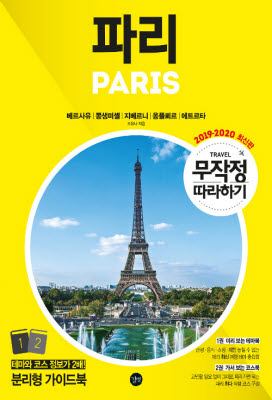 파리
PARIS
베르사유 | 몽생미셸 | 지베르니 | 옹플뢰르 | 에트르타
지음
2019-2020 최신판
TRAVEL
무작정
따라하기
1 2
테마와 코스 정보가 2배!
분리형 가이드북
1권 미리 보는 테마북
2권 가서 보는 코스북
길벗